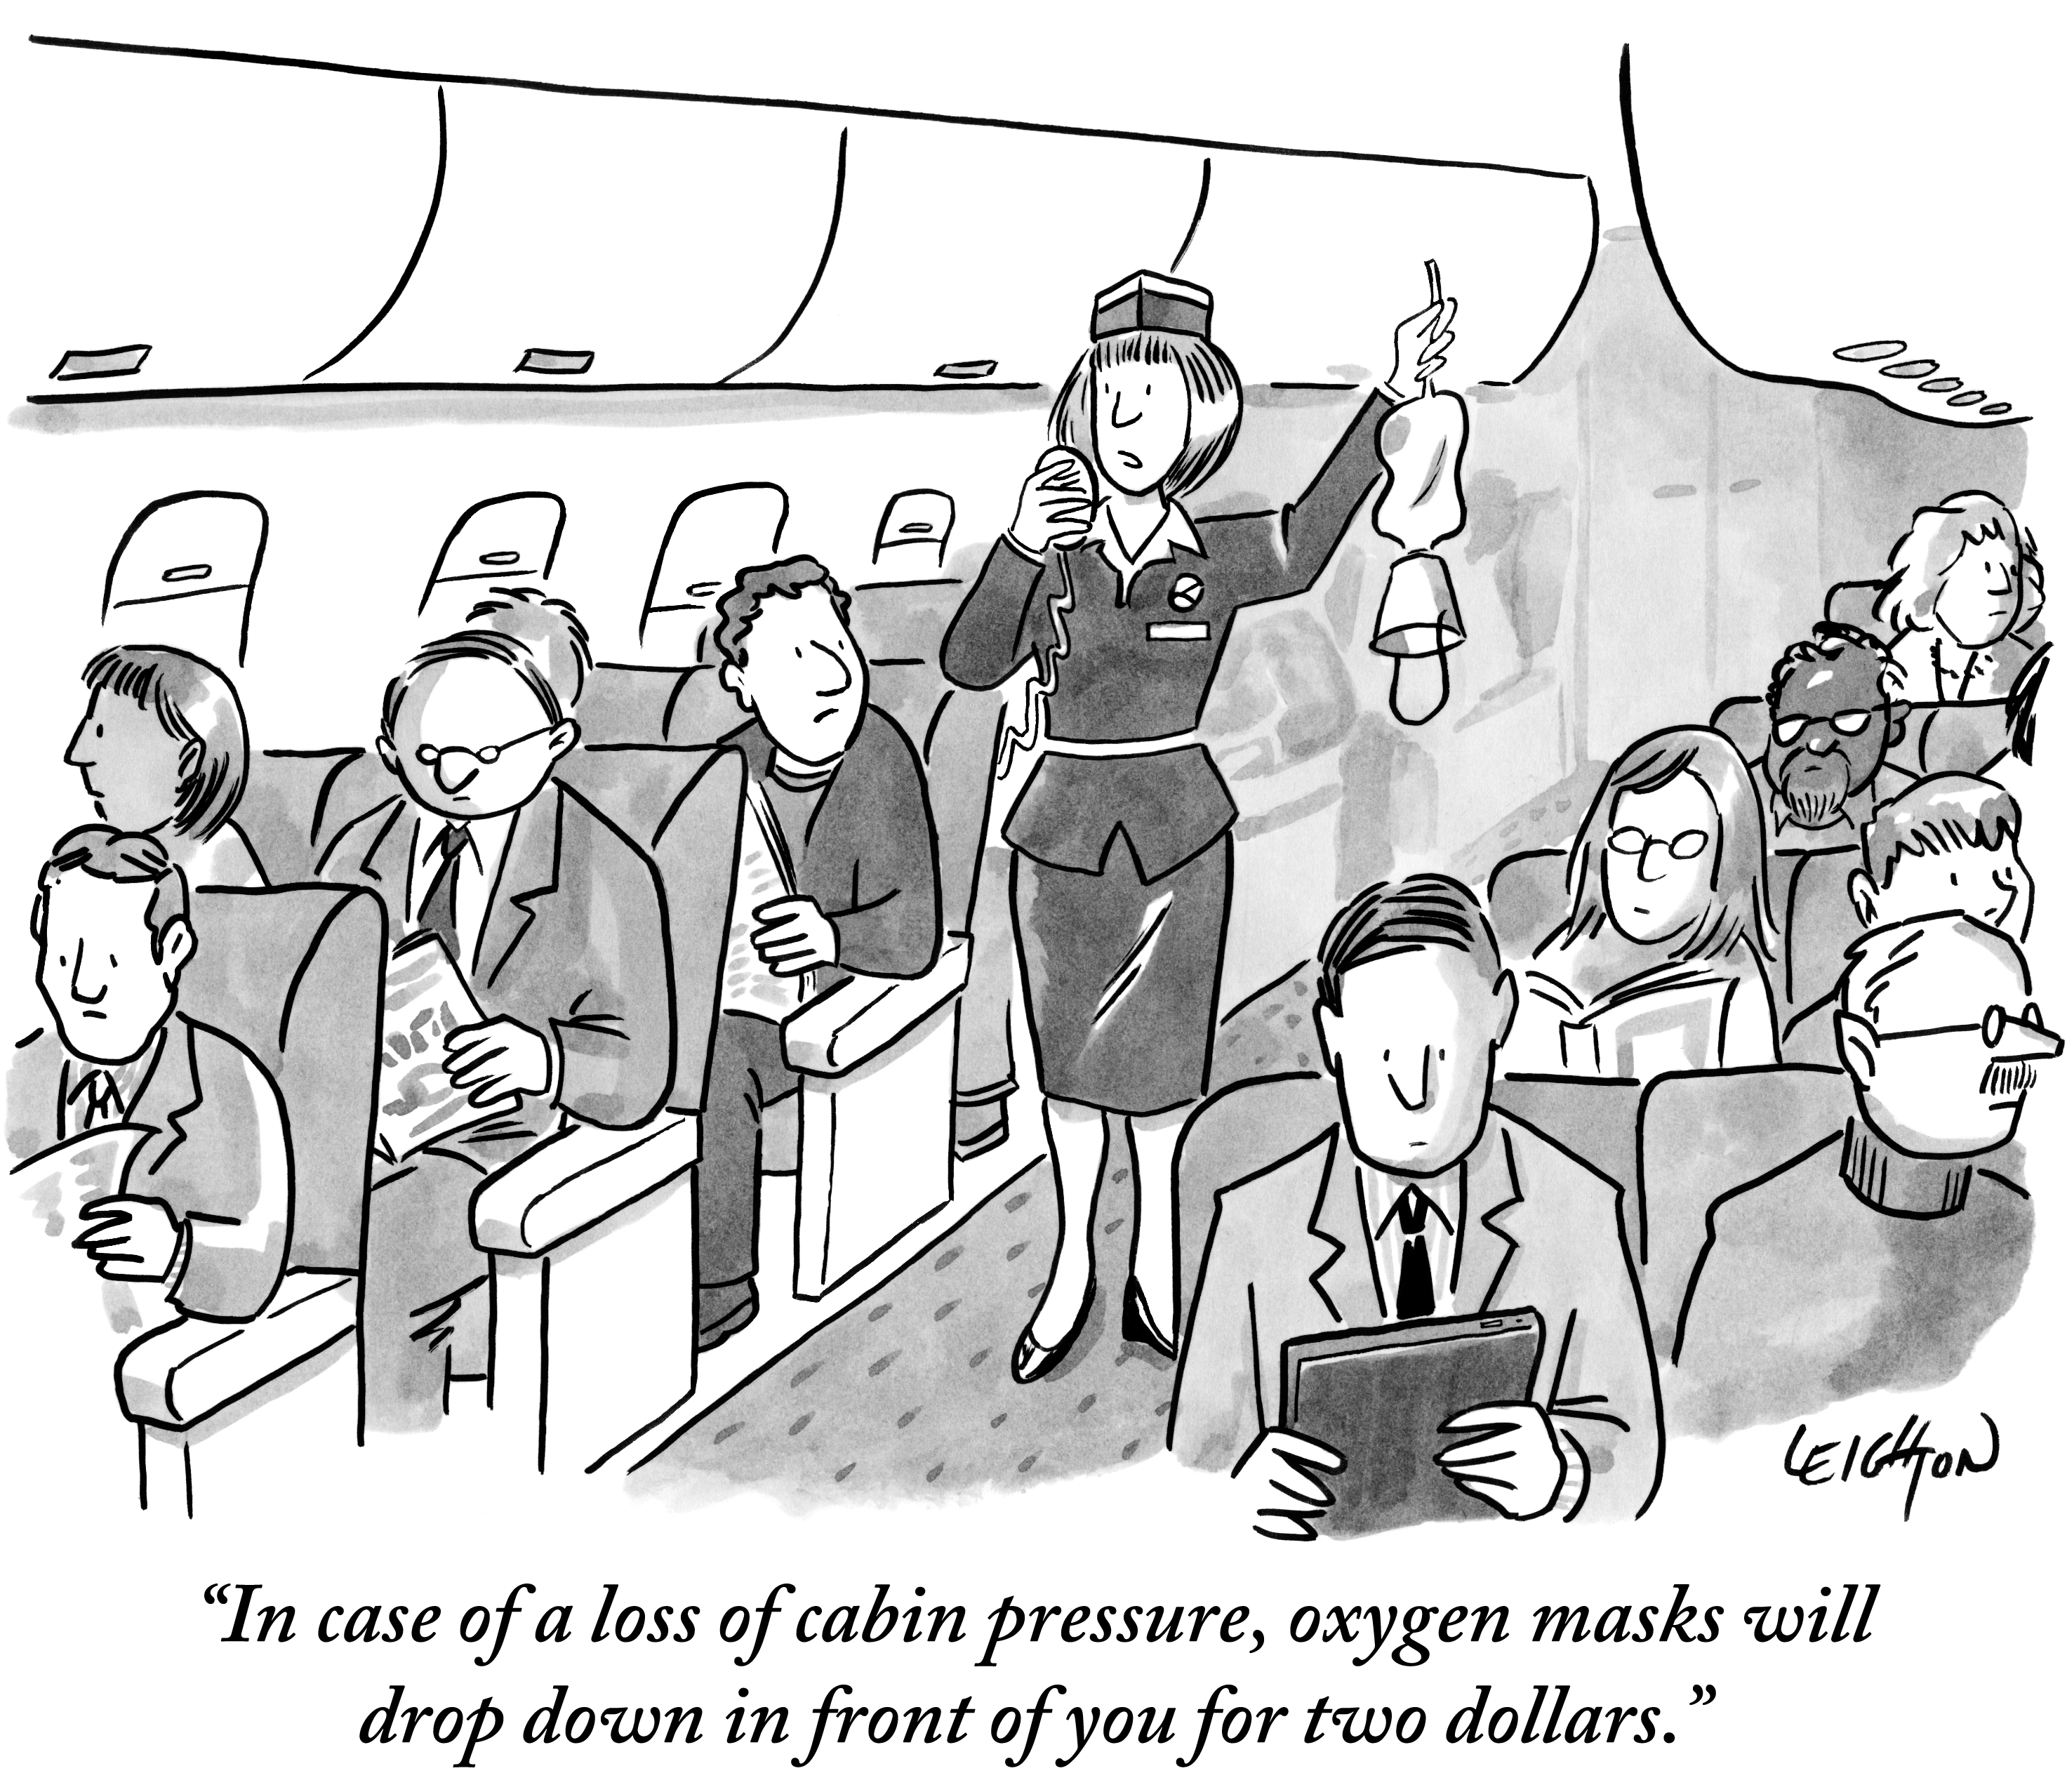 LEIGHTON
“In case of a loss of cabin pressure, oxygen masks will
drop down in front of you for two dollars.”